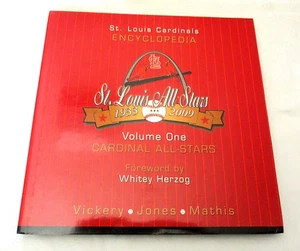 St. Louis Cardinals
ENCYCLOPEDIA
St. Louis All Stars
1933 2009
Volume One
CARDINAL ALL-STARS
Foreword by
Whitey Herzog
Vickery • Jones • Mathis